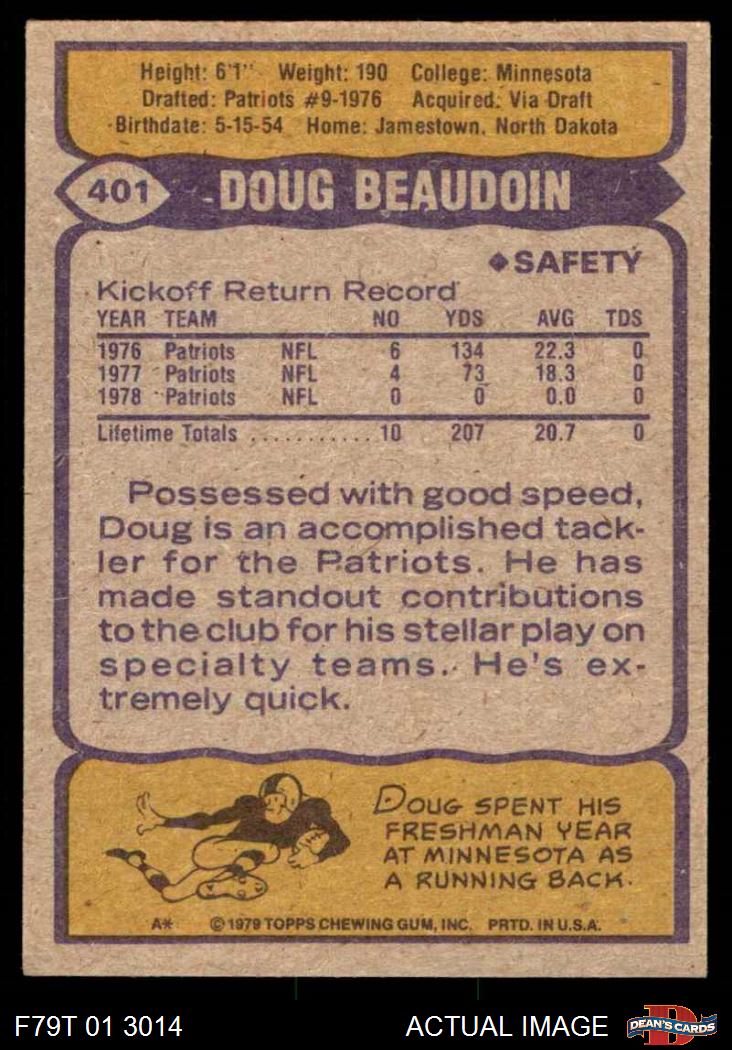 Height: 6'1" Weight: 190 College: Minnesota
Drafted: Patriots #9-1976 Acquired: Via Draft
Birthdate: 5-15-54 Home: Jamestown, North Dakota
401 DOUG BEAUDOIN
◆SAFETY
Kickoff Return Record
YEAR TEAM NO YDS AVG TDS
1976 Patriots NFL 6 134 22.3 0
1977 Patriots NFL 4 73 18.3 0
1978 Patriots NFL 0 0 0.0 0
Lifetime Totals ........... 10 207 20.7 0
Possessed with good speed,
Doug is an accomplished tack-
ler for the Patriots. He has
made standout contributions
to the club for his stellar play on
specialty teams. He's ex-
tremely quick.
DOUG SPENT HIS
FRESHMAN YEAR
AT MINNESOTA AS
A RUNNING BACK.
A* © 1979 TOPPS CHEWING GUM, INC. PRTD. IN U.S.A.
F79T 01 3014 ACTUAL IMAGE D DEAN'S CARDS